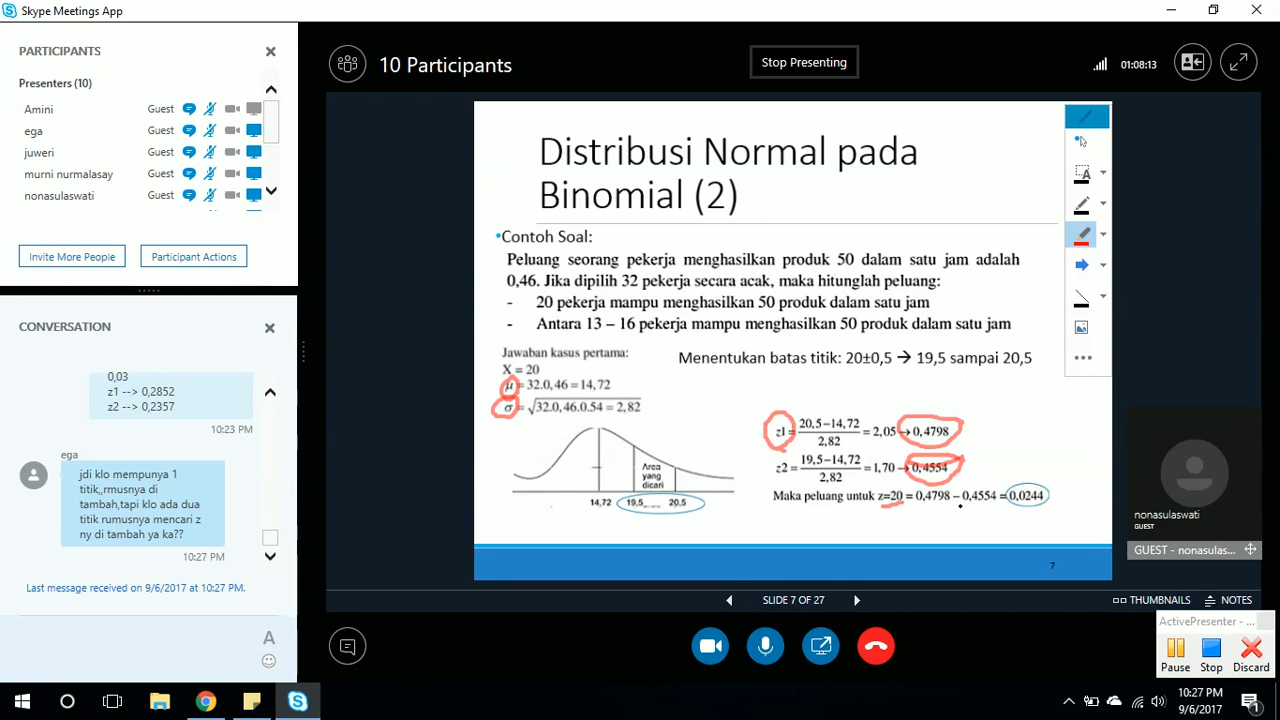 Skype Meetings App
PARTICIPANTS
Presenters (10)
Amini Guest
ega Guest
juweri Guest
murni nurmalasay Guest
nonasulaswati Guest
Invite More People
Participant Actions
CONVERSATION
0,03
z1 --> 0,2852
z2 --> 0,2357
10:23 PM
ega
jdi klo mempunya 1
titik,,rmusnya di
tambah,tapi klo ada dua
titik rumusnya mencari z
ny di tambah ya ka??
10:27 PM
Last message received on 9/6/2017 at 10:27 PM.
A
10 Participants
Stop Presenting
01:08:13
Distribusi Normal pada
Binomial (2)
•Contoh Soal:
Peluang seorang pekerja menghasilkan produk 50 dalam satu jam adalah
0,46. Jika dipilih 32 pekerja secara acak, maka hitunglah peluang:
- 20 pekerja mampu menghasilkan 50 produk dalam satu jam
- Antara 13 – 16 pekerja mampu menghasilkan 50 produk dalam satu jam
Jawaban kasus pertama:
X = 20
μ = 32.0,46 = 14,72
σ = √32.0,46.0.54 = 2,82
Menentukan batas titik: 20±0,5 → 19,5 sampai 20,5
Area
yang
dicari
14,72 19,5 20,5
z1 = (20,5−14,72)/2,82 = 2,05 → 0,4798
z2 = (19,5−14,72)/2,82 = 1,70 → 0,4554
Maka peluang untuk z=20 = 0,4798 − 0,4554 = 0,0244
7
A
nonasulaswati
GUEST
GUEST - nonasulas...
SLIDE 7 OF 27
THUMBNAILS
NOTES
ActivePresenter - ...
Pause
Stop
Discard
10:27 PM
9/6/2017
1